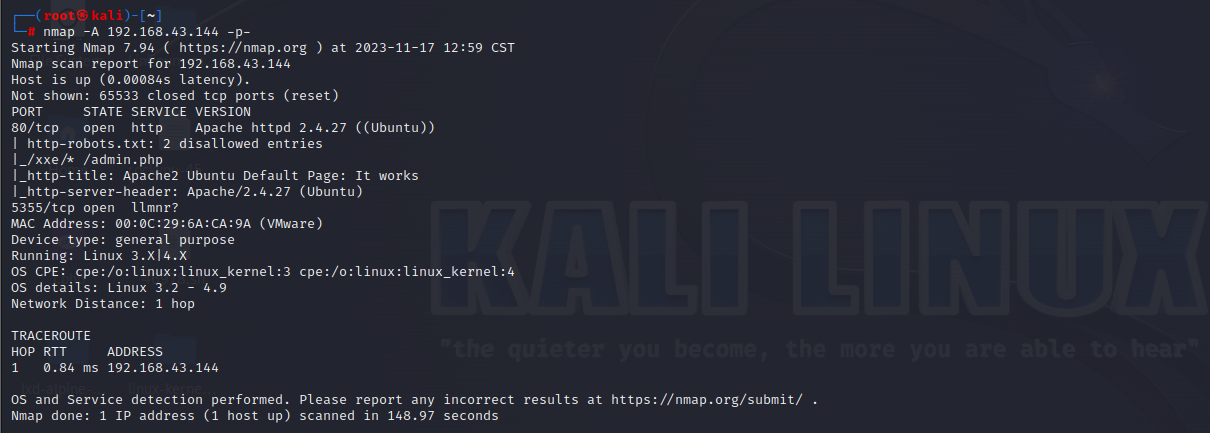 ┌──(root㉿kali)-[~]
└─# nmap -A 192.168.43.144 -p-
Starting Nmap 7.94 ( https://nmap.org ) at 2023-11-17 12:59 CST
Nmap scan report for 192.168.43.144
Host is up (0.00084s latency).
Not shown: 65533 closed tcp ports (reset)
PORT     STATE SERVICE VERSION
80/tcp   open  http    Apache httpd 2.4.27 ((Ubuntu))
| http-robots.txt: 2 disallowed entries
|_/xxe/* /admin.php
|_http-title: Apache2 Ubuntu Default Page: It works
|_http-server-header: Apache/2.4.27 (Ubuntu)
5355/tcp open  llmnr?
MAC Address: 00:0C:29:6A:CA:9A (VMware)
Device type: general purpose
Running: Linux 3.X|4.X
OS CPE: cpe:/o:linux:linux_kernel:3 cpe:/o:linux:linux_kernel:4
OS details: Linux 3.2 - 4.9
Network Distance: 1 hop
KALI LINUX
"the quieter you become, the more you are able to hear"
TRACEROUTE
HOP RTT     ADDRESS
1   0.84 ms 192.168.43.144
OS and Service detection performed. Please report any incorrect results at https://nmap.org/submit/ .
Nmap done: 1 IP address (1 host up) scanned in 148.97 seconds